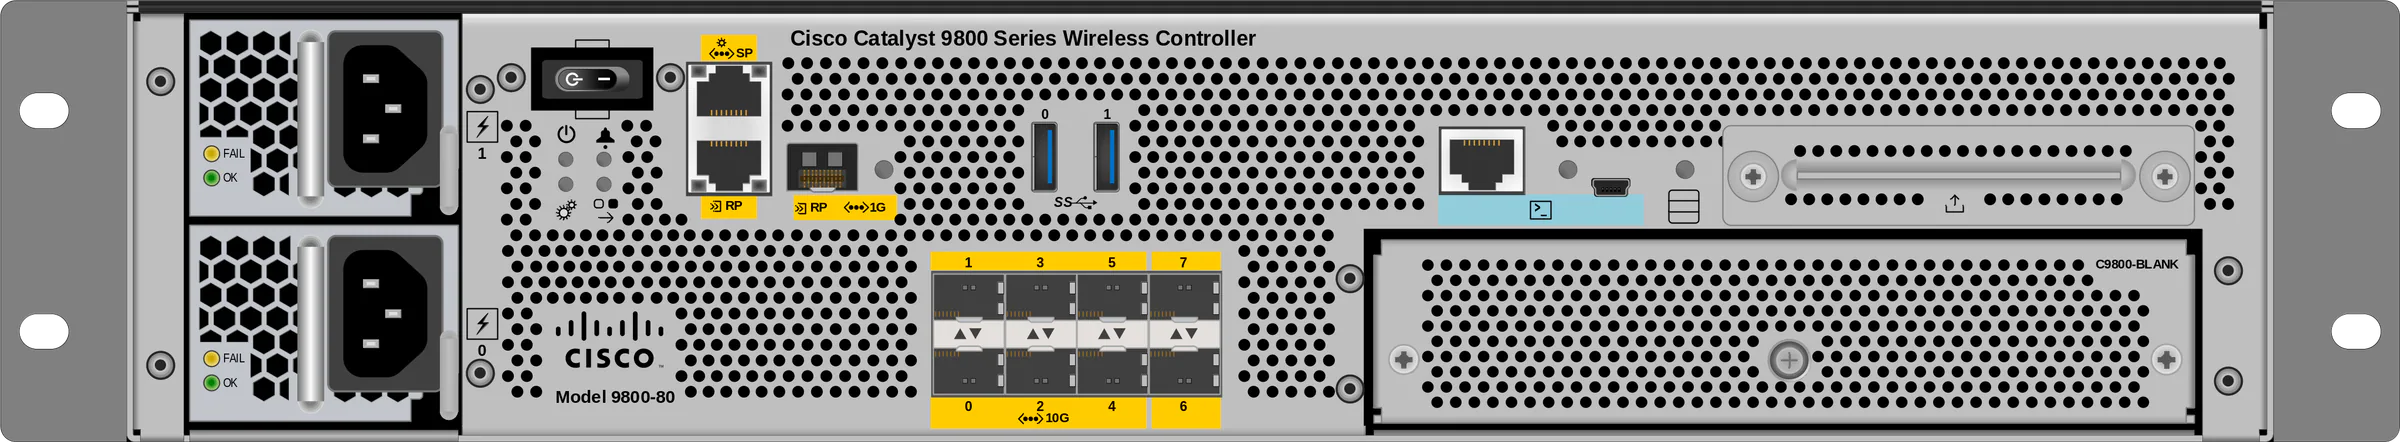 Cisco Catalyst 9800 Series Wireless Controller
SP
FAIL
OK
1
RP
RP
1G
0
1
SS
>_
FAIL
OK
0
CISCO
™
Model 9800-80
1 3 5 7
0 2 4 6
10G
C9800-BLANK